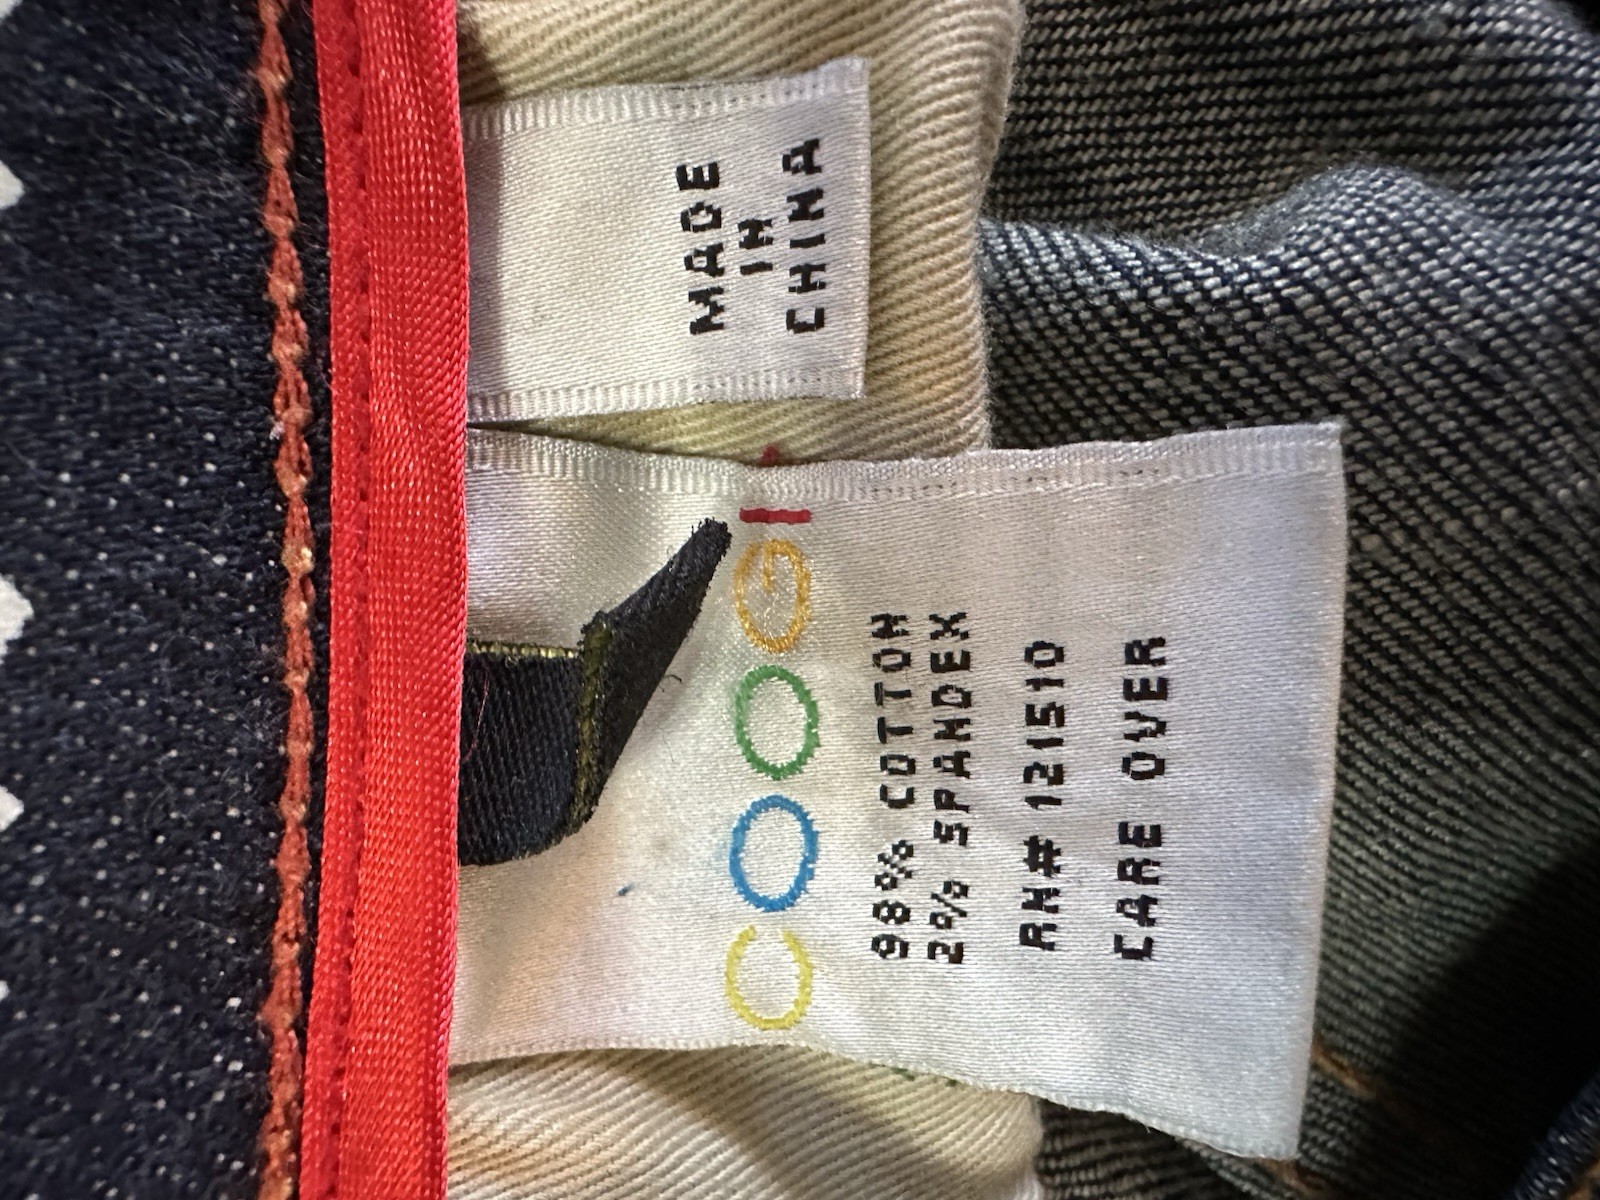 MADE
IN
CHINA
COOGI
98% COTTON
2% SPANDEX
RN# 121510
CARE OVER